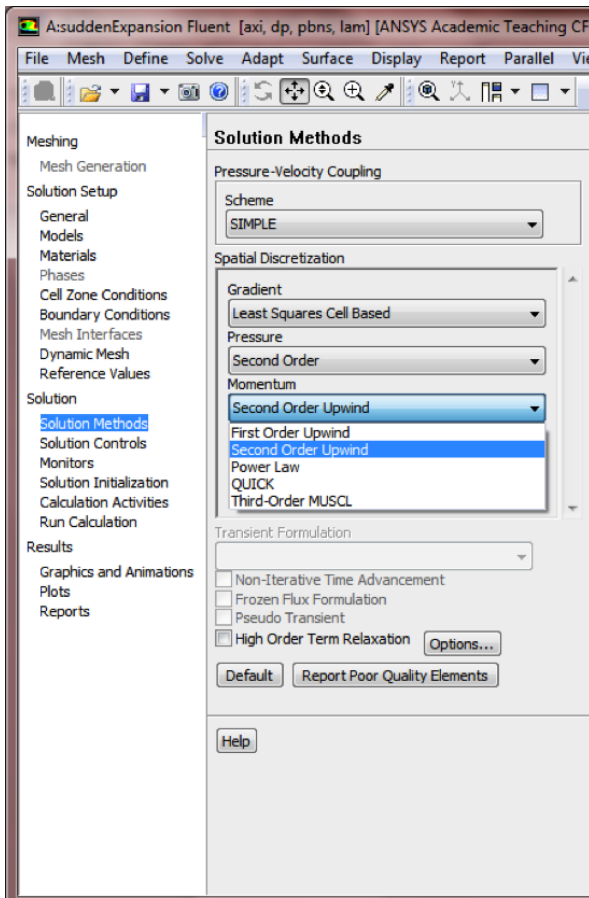 A:suddenExpansion Fluent [axi, dp, pbns, lam] [ANSYS Academic Teaching CF
File Mesh Define Solve Adapt Surface Display Report Parallel Vie
Meshing
Mesh Generation
Solution Setup
General
Models
Materials
Phases
Cell Zone Conditions
Boundary Conditions
Mesh Interfaces
Dynamic Mesh
Reference Values
Solution
Solution Methods
Solution Controls
Monitors
Solution Initialization
Calculation Activities
Run Calculation
Results
Graphics and Animations
Plots
Reports
Solution Methods
Pressure-Velocity Coupling
Scheme
SIMPLE
Spatial Discretization
Gradient
Least Squares Cell Based
Pressure
Second Order
Momentum
Second Order Upwind
First Order Upwind
Second Order Upwind
Power Law
QUICK
Third-Order MUSCL
Transient Formulation
Non-Iterative Time Advancement
Frozen Flux Formulation
Pseudo Transient
High Order Term Relaxation Options...
Default Report Poor Quality Elements
Help